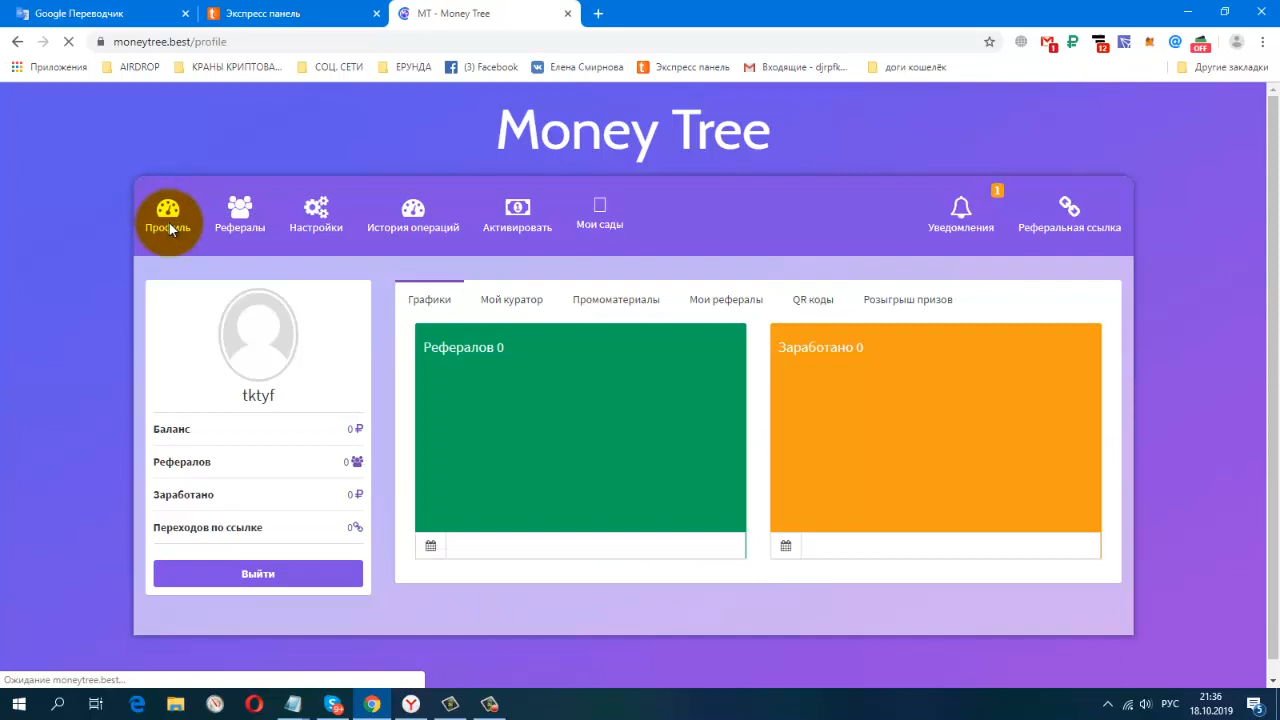 Google Переводчик
Экспресс панель
MT - Money Tree
moneytree.best/profile
1
12
OFF
Приложения
AIRDROP
КРАНЫ КРИПТОВА...
СОЦ. СЕТИ
ЕРУНДА
(3) Facebook
Елена Смирнова
Экспресс панель
Входящие - djrpfk...
доги кошелёк
Другие закладки
Money Tree
Профиль
Рефералы
Настройки
История операций
Активировать
Мои сады
1
Уведомления
Реферальная ссылка
tktyf
Баланс 0 ₽
Рефералов 0
Заработано 0 ₽
Переходов по ссылке 0
Выйти
Графики
Мой куратор
Промоматериалы
Мои рефералы
QR коды
Розыгрыш призов
Рефералов 0
Заработано 0
Ожидание moneytree.best...
РУС
21:36
18.10.2019
5